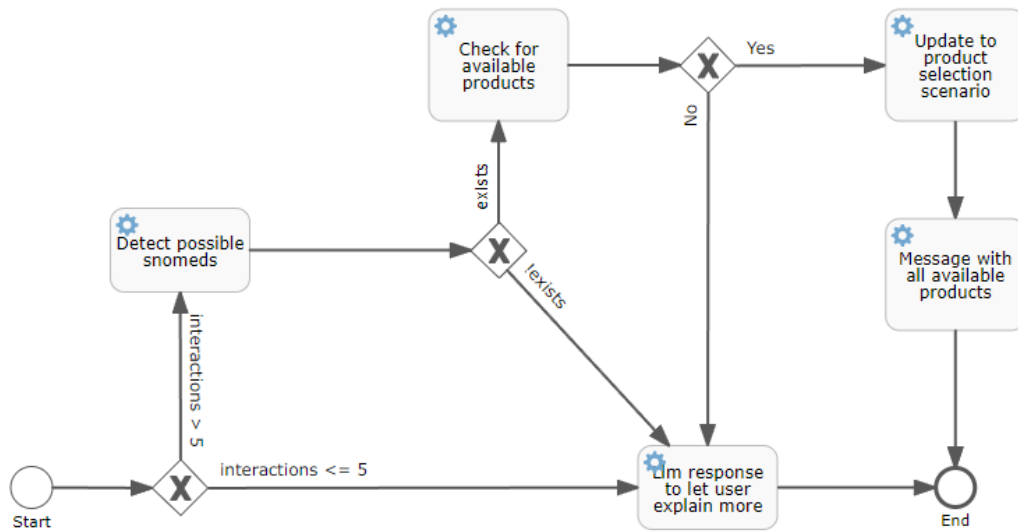 Check for
available
products
Yes
Update to
product
selection
scenario
No
exists
Detect possible
snomeds
!exists
Message with
all available
products
interactions > 5
interactions <= 5
Llm response
to let user
explain more
Start
End